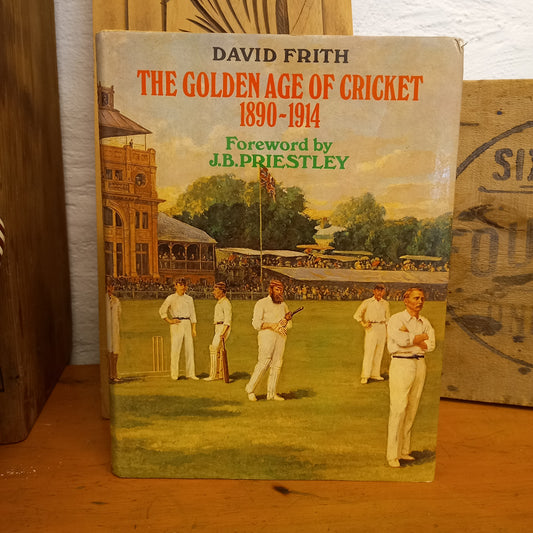 DAVID FRITH
THE GOLDEN AGE OF CRICKET
1890~1914
Foreword by
J.B.PRIESTLEY